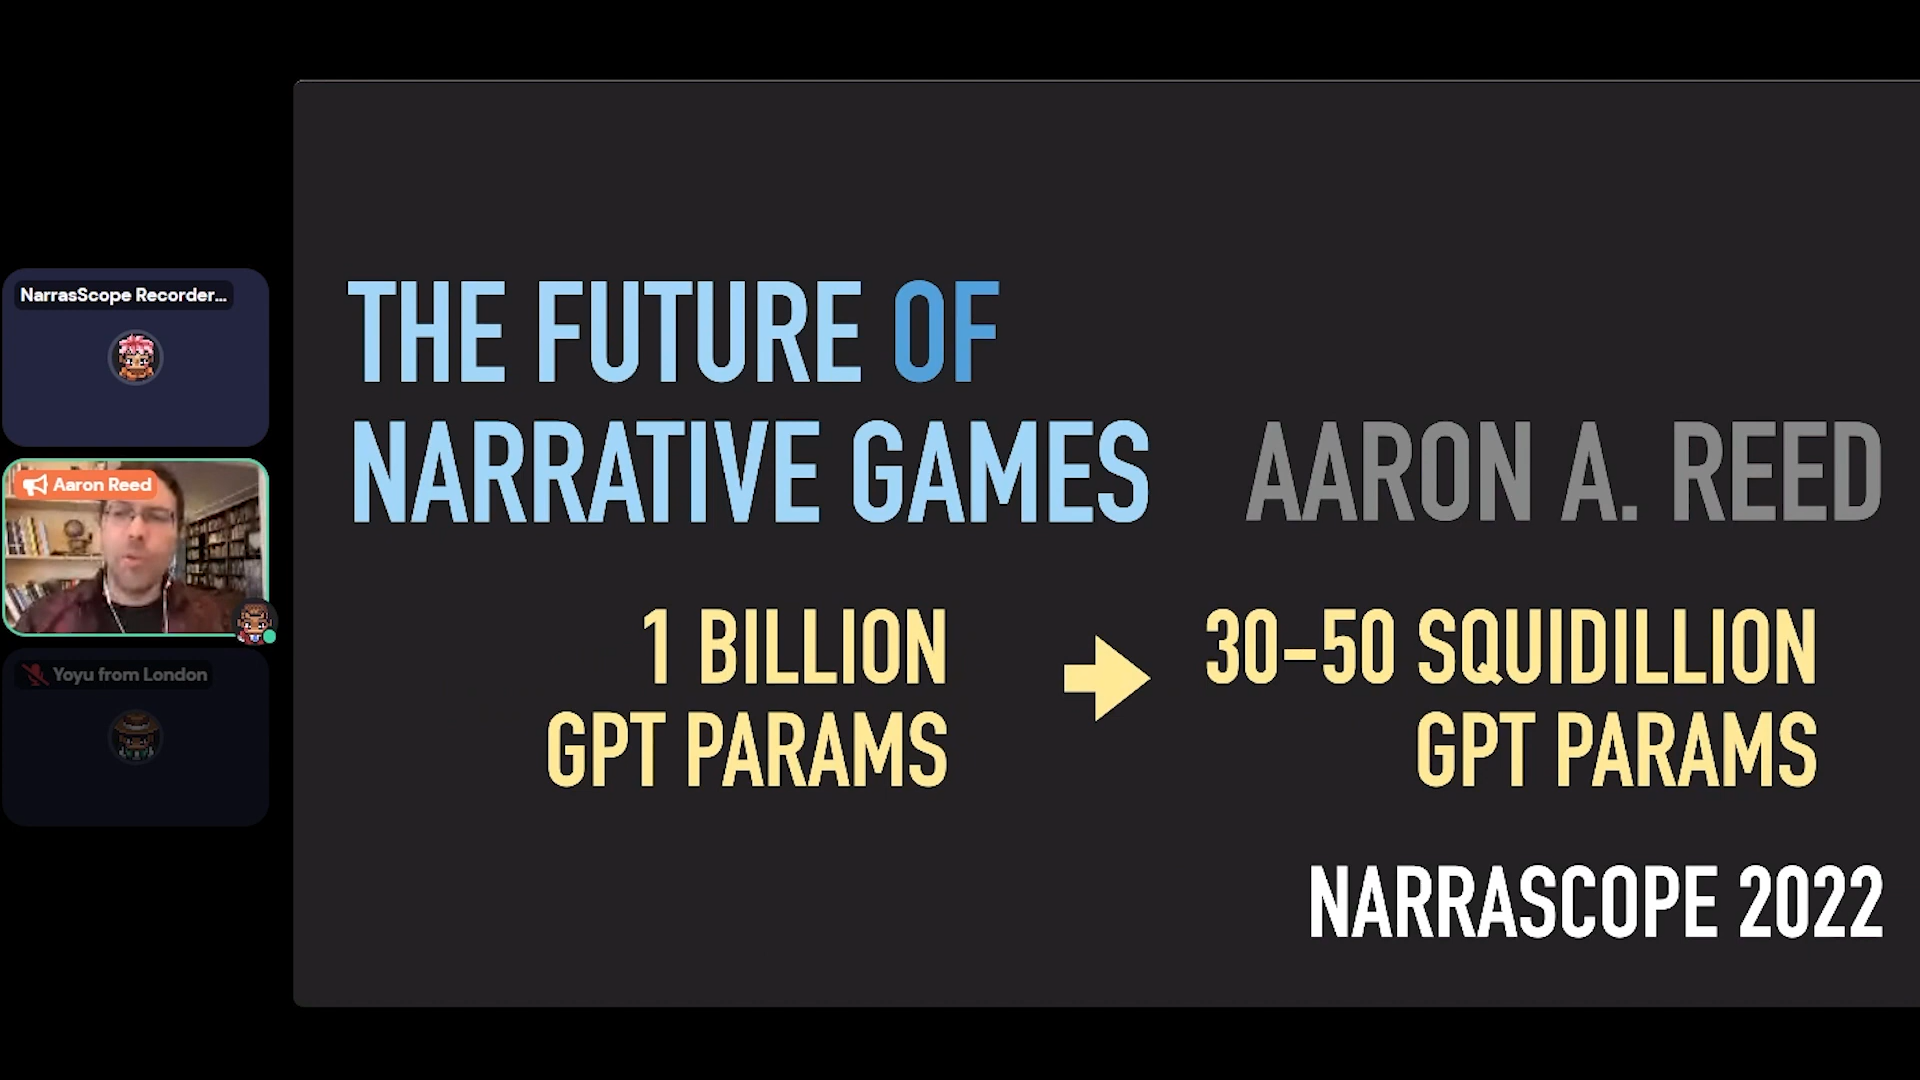 NarrasScope Recorder...
Aaron Reed
Yoyu from London
THE FUTURE OF
NARRATIVE GAMES
AARON A. REED
1 BILLION
GPT PARAMS
30-50 SQUIDILLION
GPT PARAMS
NARRASCOPE 2022